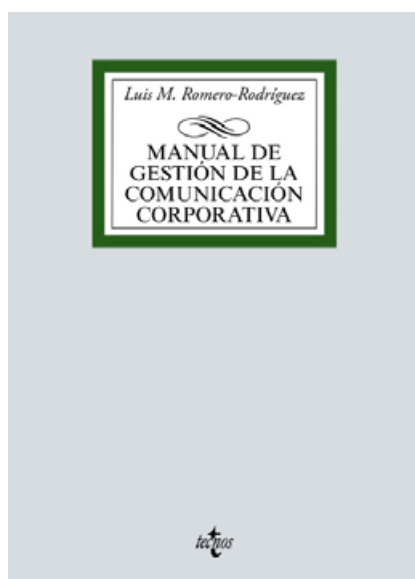 Luis M. Romero-Rodríguez
MANUAL DE
GESTIÓN DE LA
COMUNICACIÓN
CORPORATIVA
tecnos